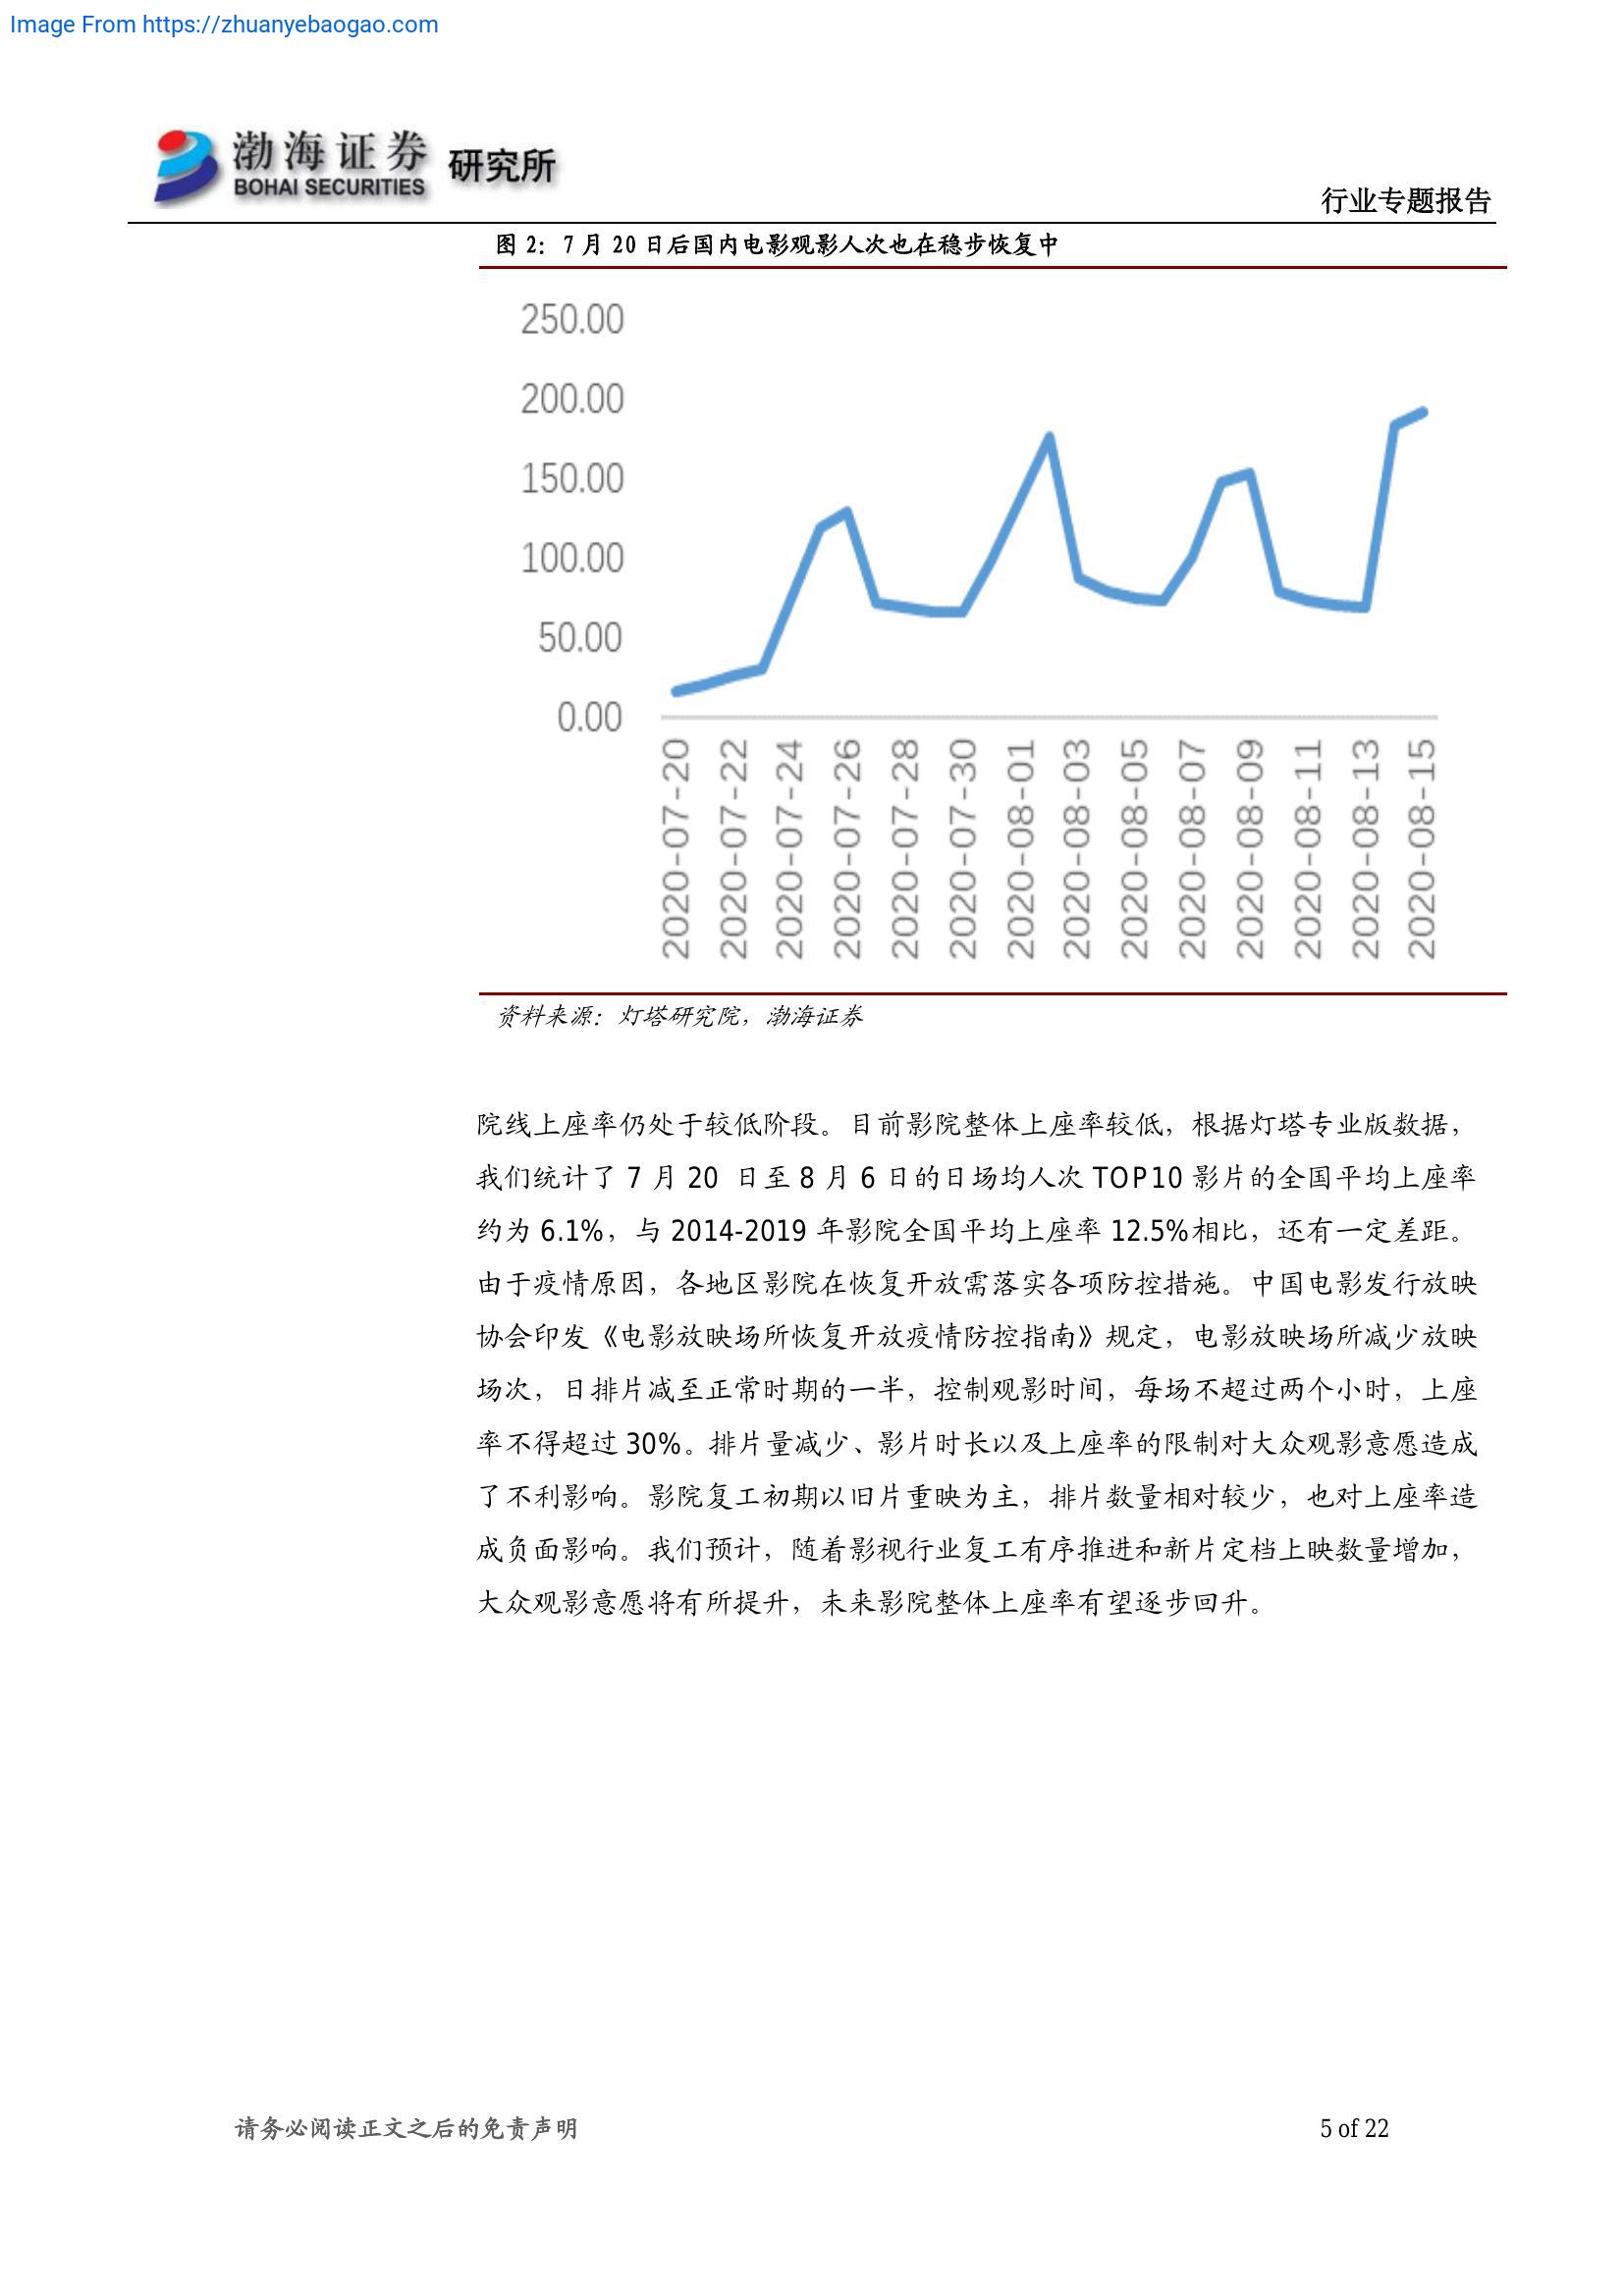 Image From https://zhuanyebaogao.com
渤海证券 研究所
BOHAI SECURITIES
行业专题报告
图 2：7 月 20 日后国内电影观影人次也在稳步恢复中
250.00
200.00
150.00
100.00
50.00
0.00
2020-07-20
2020-07-22
2020-07-24
2020-07-26
2020-07-28
2020-07-30
2020-08-01
2020-08-03
2020-08-05
2020-08-07
2020-08-09
2020-08-11
2020-08-13
2020-08-15
资料来源：灯塔研究院，渤海证券
院线上座率仍处于较低阶段。目前影院整体上座率较低，根据灯塔专业版数据，
我们统计了 7 月 20 日至 8 月 6 日的日场均人次 TOP10 影片的全国平均上座率
约为 6.1%，与 2014-2019 年影院全国平均上座率 12.5%相比，还有一定差距。
由于疫情原因，各地区影院在恢复开放需落实各项防控措施。中国电影发行放映
协会印发《电影放映场所恢复开放疫情防控指南》规定，电影放映场所减少放映
场次，日排片减至正常时期的一半，控制观影时间，每场不超过两个小时，上座
率不得超过 30%。排片量减少、影片时长以及上座率的限制对大众观影意愿造成
了不利影响。影院复工初期以旧片重映为主，排片数量相对较少，也对上座率造
成负面影响。我们预计，随着影视行业复工有序推进和新片定档上映数量增加，
大众观影意愿将有所提升，未来影院整体上座率有望逐步回升。
请务必阅读正文之后的免责声明
5 of 22